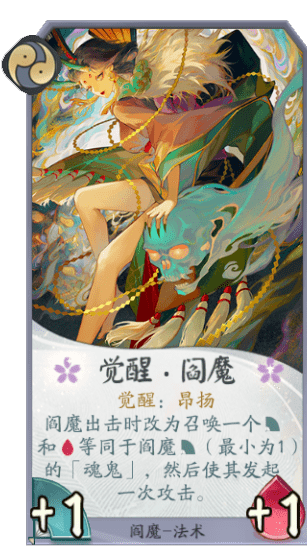 觉醒·阎魔
觉醒：昂扬
阎魔出击时改为召唤一个
和 等同于阎魔 （最小为1）
的「魂鬼」，然后使其发起
一次攻击。
+1
阎魔-法术
+1